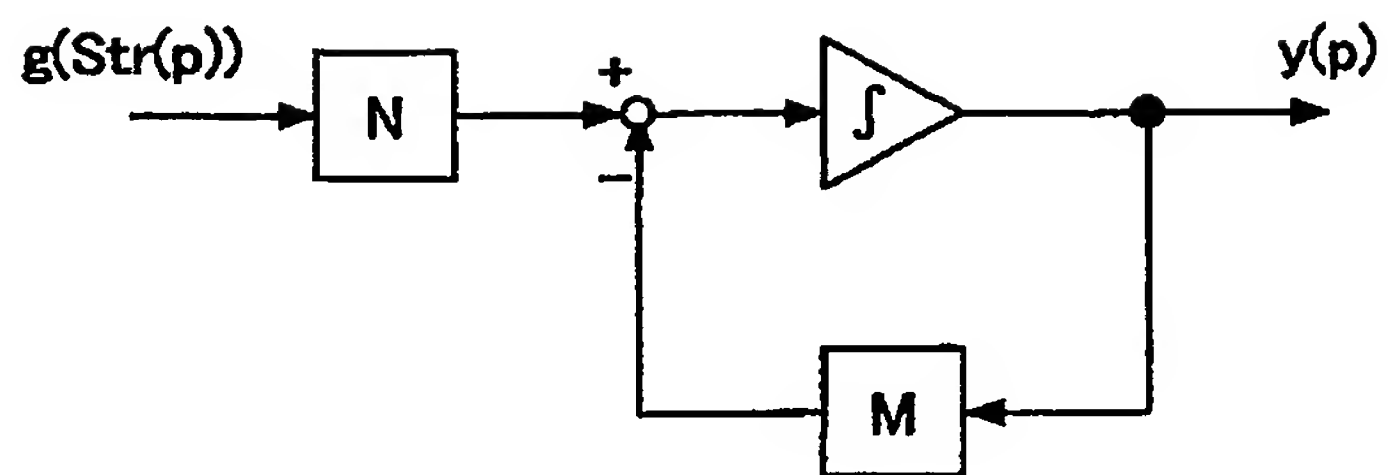 g(Str(p))
N
+
−
∫
y(p)
M